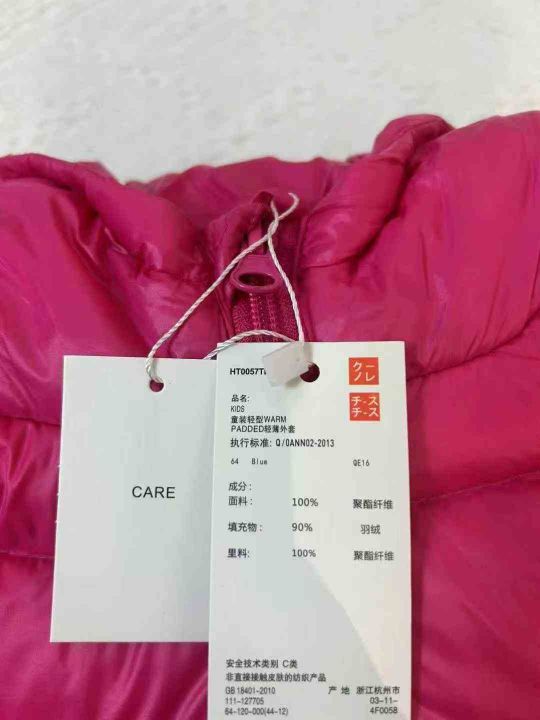 CARE
HT0057T
クー
ノレ
チース
チース
品名:
KIDS
童装轻型WARM
PADDED轻薄外套
执行标准: Q/0ANN02-2013
64 Blue QE16
成分:
面料: 100% 聚酯纤维
填充物: 90% 羽绒
里料: 100% 聚酯纤维
安全技术类别 C类
非直接接触皮肤的纺织产品
GB 18401-2010 产 地 浙江杭州市
111-127705 03-11-
64-120-000(44-12) 4F0058